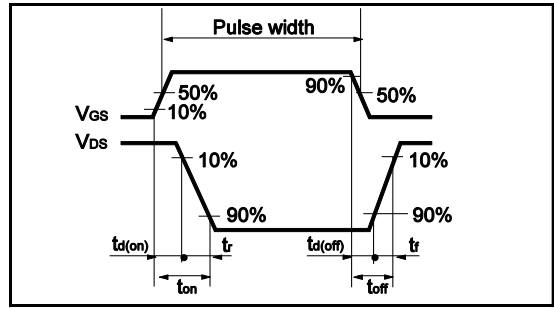 Pulse width
90%
50%
50%
10%
VGS
VDS
10%
10%
90%
90%
td(on)
tr
td(off)
tf
ton
toff